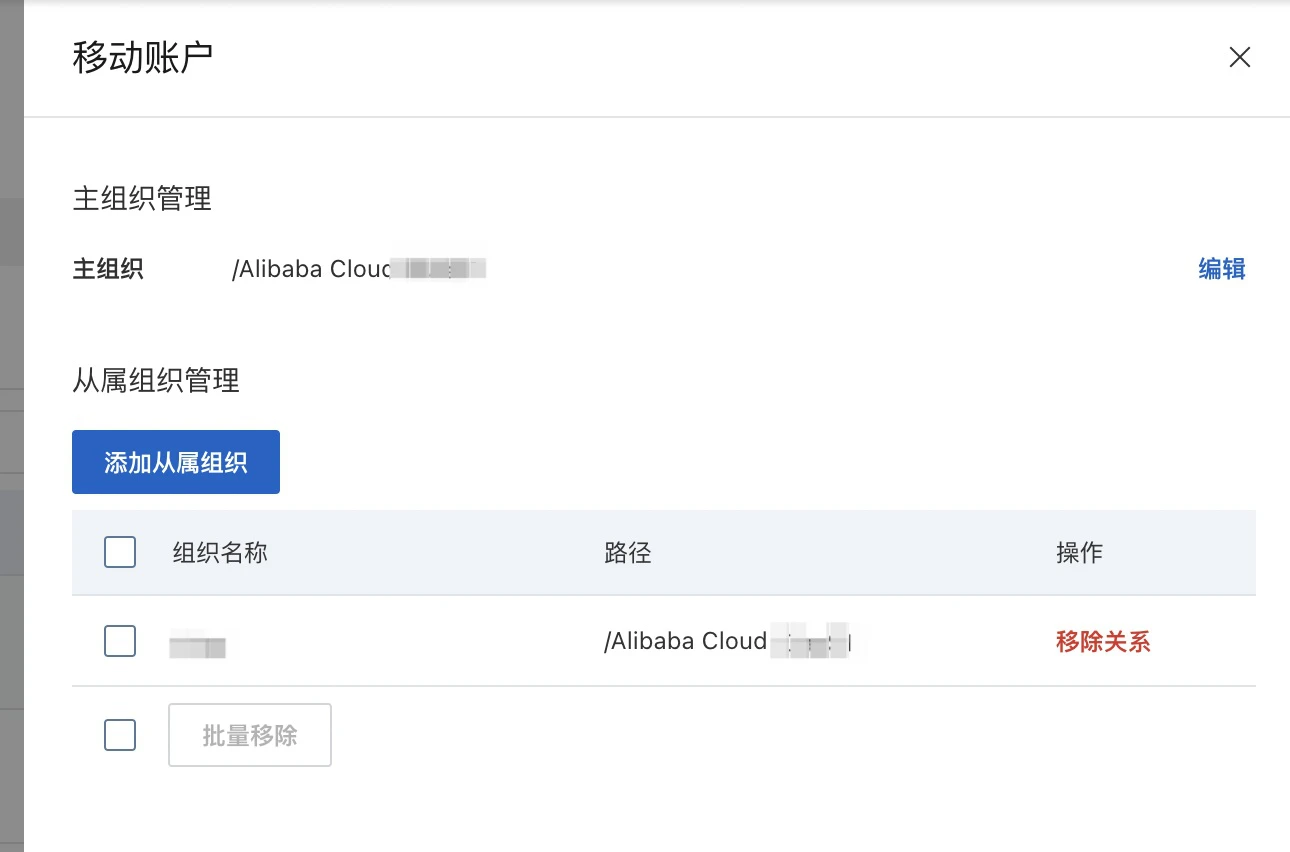 移动账户
主组织管理
主组织 /Alibaba Cloud 编辑
从属组织管理
添加从属组织
组织名称 路径 操作
/Alibaba Cloud 移除关系
批量移除